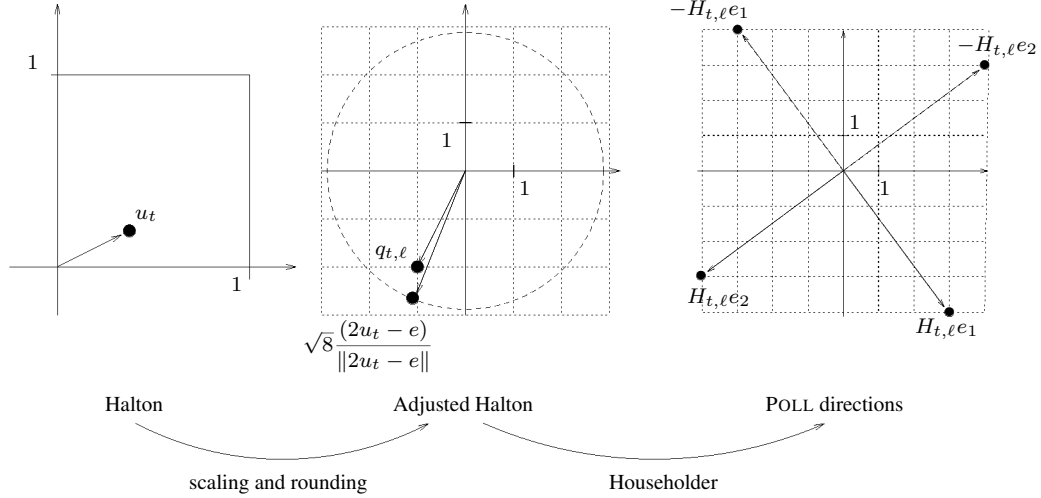 1
u_t
1
1
1
q_{t,ℓ}
√8 (2u_t − e) / ‖2u_t − e‖
−H_{t,ℓ}e_1
−H_{t,ℓ}e_2
1
1
H_{t,ℓ}e_2
H_{t,ℓ}e_1
Halton
Adjusted Halton
POLL directions
scaling and rounding
Householder